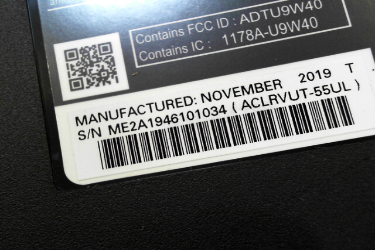 Contains FCC ID : ADTU9W40
Contains IC : 1178A-U9W40
MANUFACTURED: NOVEMBER 2019 T
S/N ME2A1946101034 ( ACLRVUT-55UL )